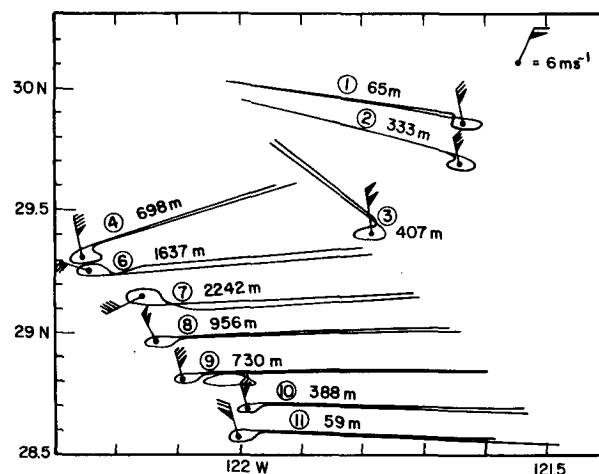 30 N
29.5
29 N
28.5
122 W
121.5
= 6 ms⁻¹
① 65 m
② 333 m
③ 407 m
④ 698 m
⑥ 1637 m
⑦ 2242 m
⑧ 956 m
⑨ 730 m
⑩ 388 m
⑪ 59 m